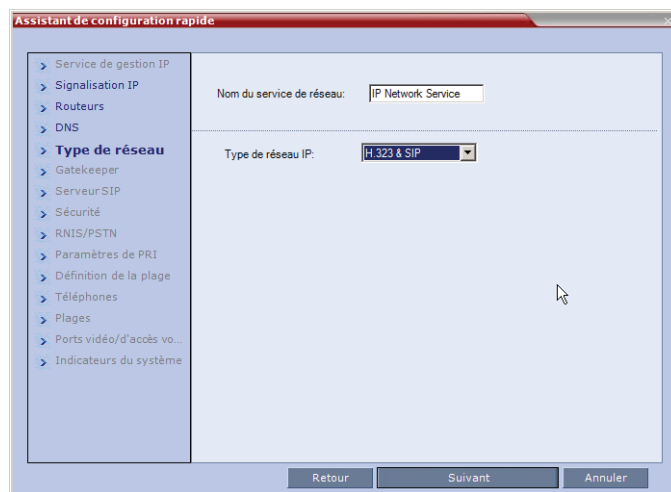 Assistant de configuration rapide
Service de gestion IP
Signalisation IP
Routeurs
DNS
Type de réseau
Gatekeeper
Serveur SIP
Sécurité
RNIS/PSTN
Paramètres de PRI
Définition de la plage
Téléphones
Plages
Ports vidéo/d'accès vo...
Indicateurs du système
Nom du service de réseau: IP Network Service
Type de réseau IP: H.323 & SIP
Retour Suivant Annuler